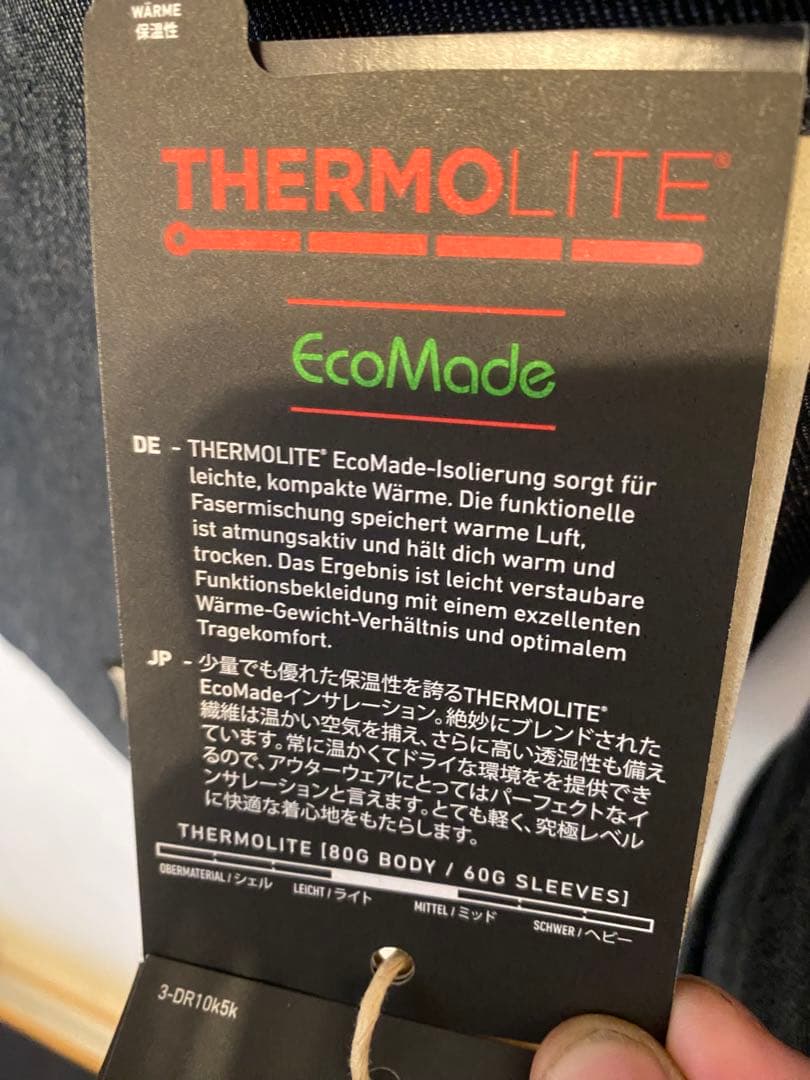 WÄRME
保温性
THERMOLITE®
EcoMade
DE - THERMOLITE® EcoMade-Isolierung sorgt für
leichte, kompakte Wärme. Die funktionelle
Fasermischung speichert warme Luft,
ist atmungsaktiv und hält dich warm und
trocken. Das Ergebnis ist leicht verstaubare
Funktionsbekleidung mit einem exzellenten
Wärme-Gewicht-Verhältnis und optimalem
Tragekomfort.
JP - 少量でも優れた保温性を誇るTHERMOLITE®
EcoMadeインサレーション。絶妙にブレンドされた
繊維は温かい空気を捕え、さらに高い透湿性も備え
ています。常に温かくてドライな環境をを提供でき
るので、アウターウェアにとってはパーフェクトなイ
ンサレーションと言えます。とても軽く、究極レベル
に快適な着心地をもたらします。
THERMOLITE [80G BODY / 60G SLEEVES]
OBERMATERIAL / シェル
LEICHT / ライト
MITTEL / ミッド
SCHWER / ヘビー
3-DR10k5k